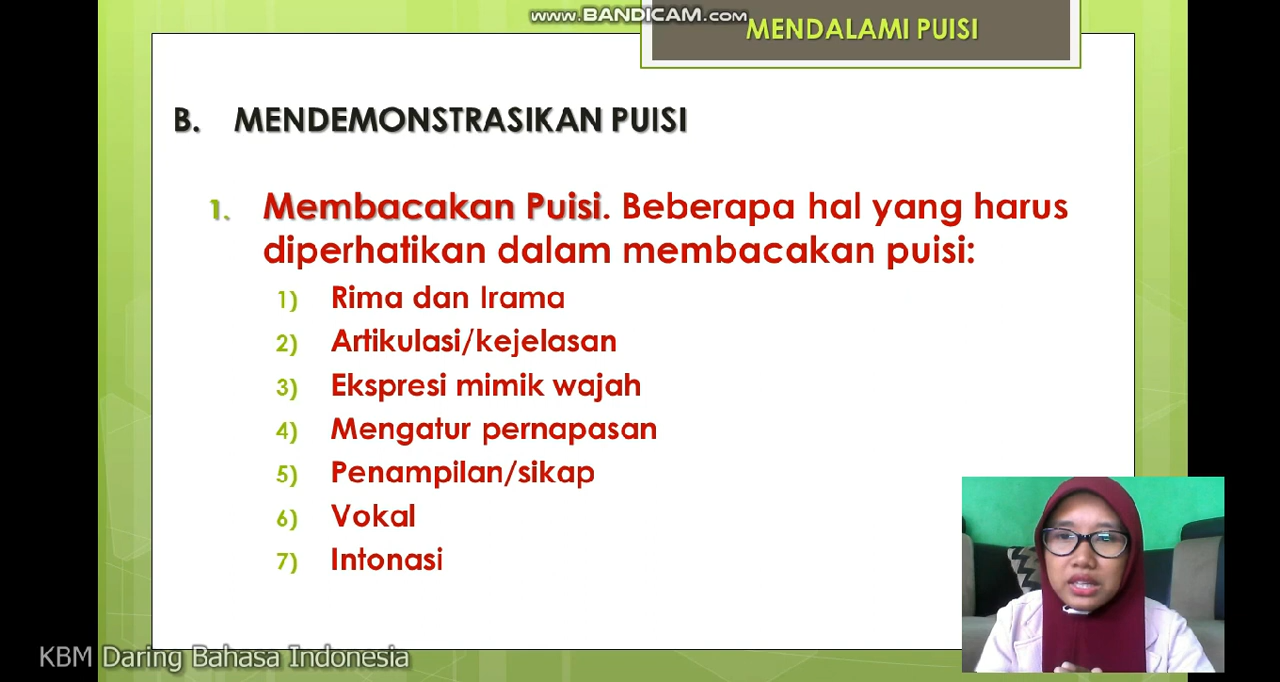 www.BANDICAM.com
MENDALAMI PUISI
B. MENDEMONSTRASIKAN PUISI
1. Membacakan Puisi. Beberapa hal yang harus
diperhatikan dalam membacakan puisi:
1) Rima dan Irama
2) Artikulasi/kejelasan
3) Ekspresi mimik wajah
4) Mengatur pernapasan
5) Penampilan/sikap
6) Vokal
7) Intonasi
KBM Daring Bahasa Indonesia